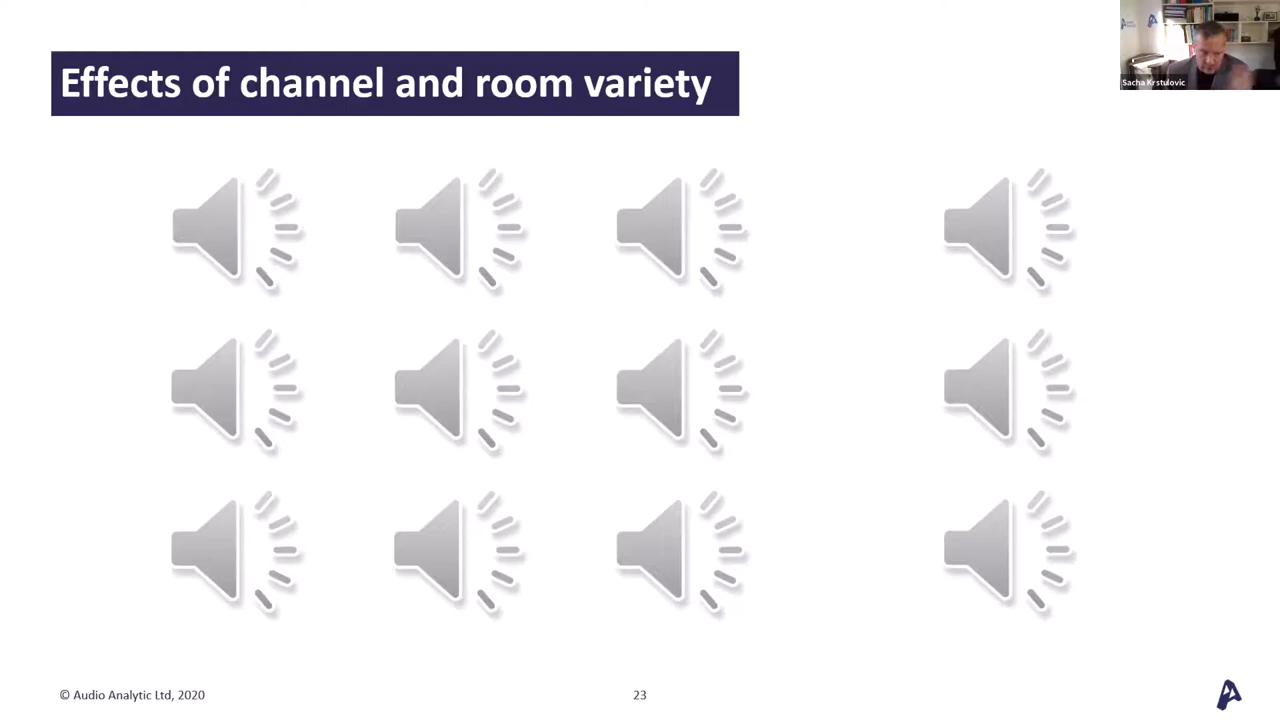 Effects of channel and room variety
Sacha Krstulovic
© Audio Analytic Ltd, 2020
23